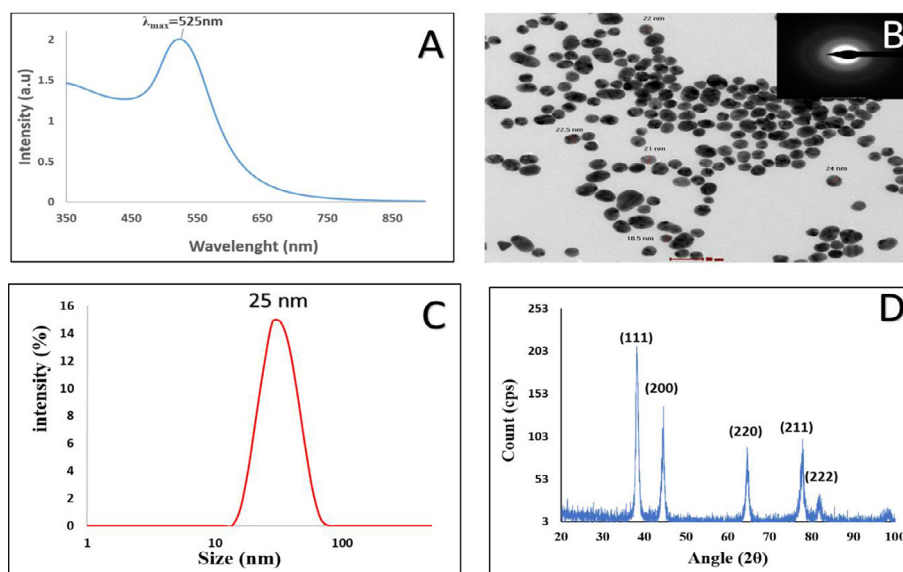 λmax=525nm
A
2
1.5
1
0.5
0
Intensity (a.u)
350 450 550 650 750 850
Wavelenght (nm)
B
22 nm
22.5 nm
21 nm
24 nm
18.5 nm
25 nm
C
16
14
12
10
8
6
4
2
0
intensity (%)
1 10 100
Size (nm)
D
253
203
153
103
53
3
Count (cps)
(111)
(200)
(220)
(211)
(222)
20 30 40 50 60 70 80 90 100
Angle (2θ)